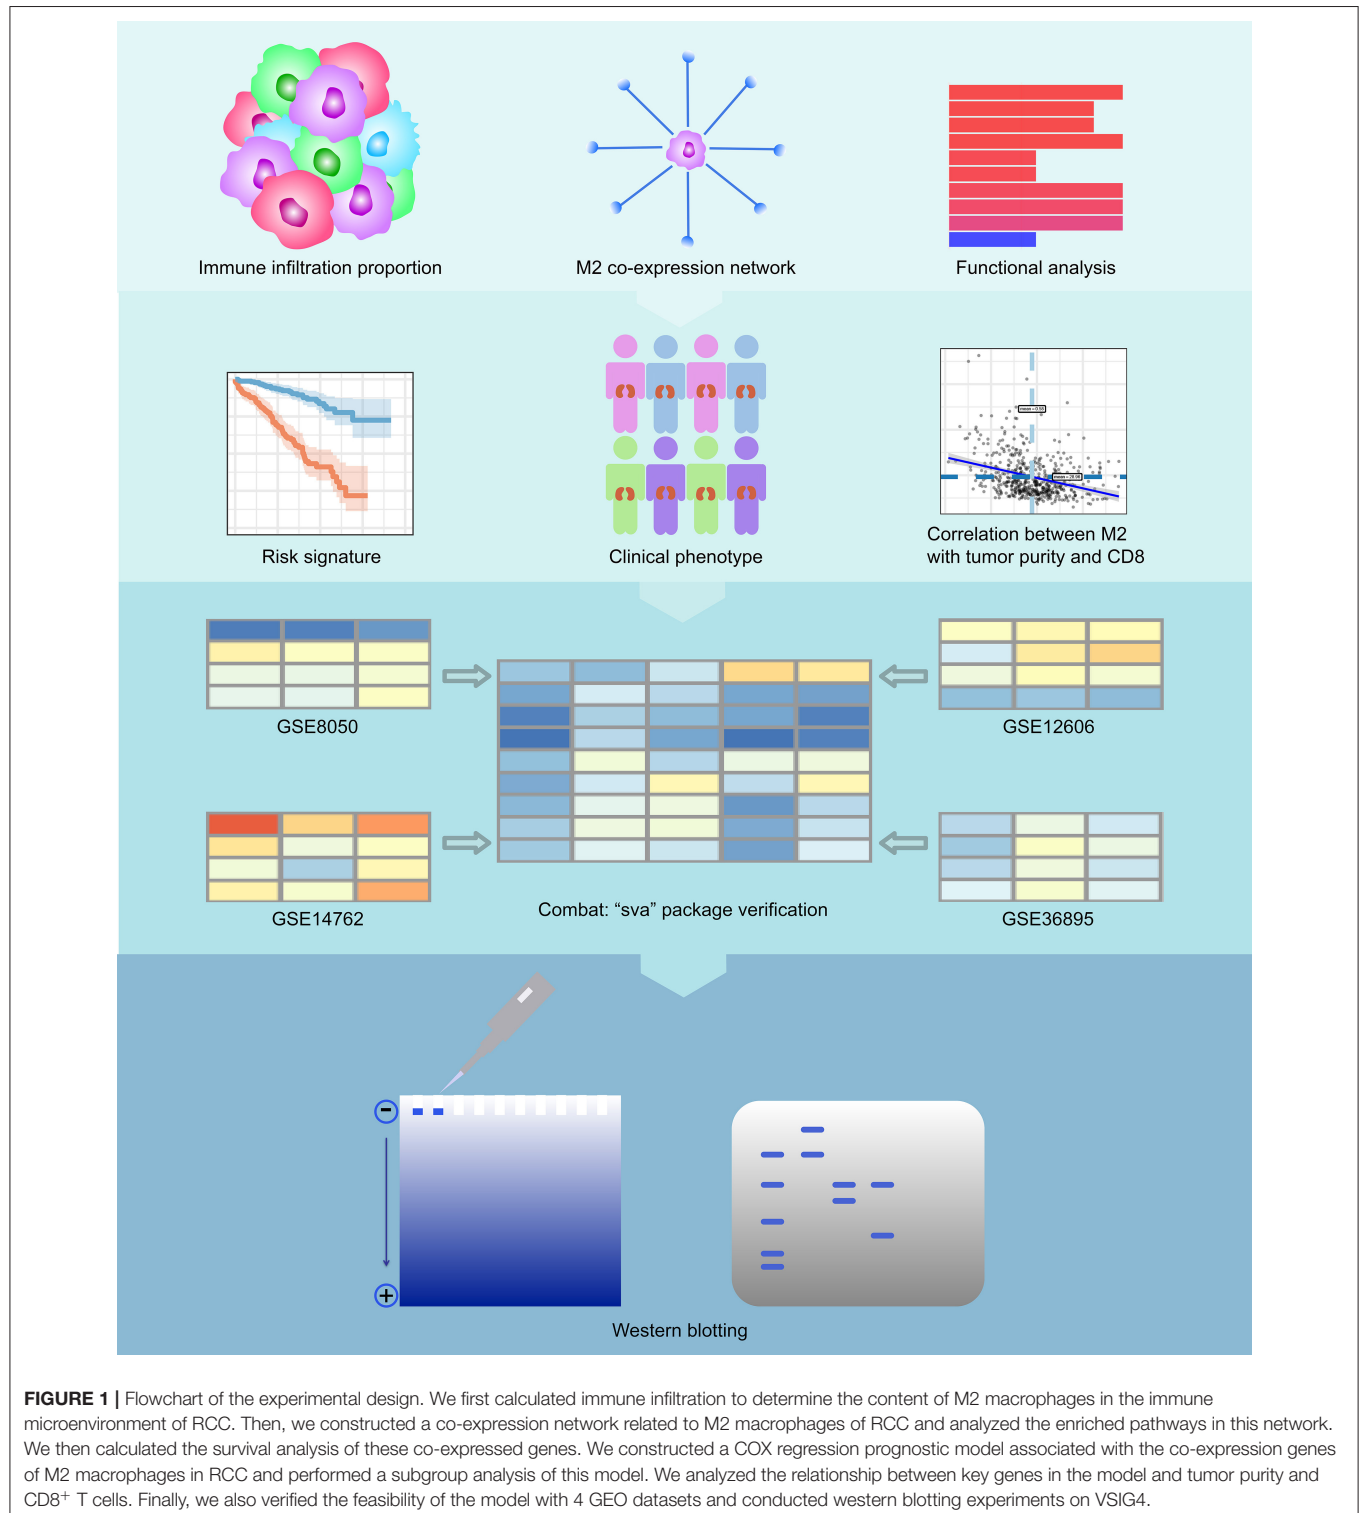 Immune infiltration proportion
M2 co-expression network
Functional analysis
mean = 0.58
Risk signature
Clinical phenotype
Correlation between M2
with tumor purity and CD8
GSE8050
GSE12606
GSE14762
Combat: “sva” package verification
GSE36895
-
+
Western blotting
FIGURE 1 | Flowchart of the experimental design. We first calculated immune infiltration to determine the content of M2 macrophages in the immune
microenvironment of RCC. Then, we constructed a co-expression network related to M2 macrophages of RCC and analyzed the enriched pathways in this network.
We then calculated the survival analysis of these co-expressed genes. We constructed a COX regression prognostic model associated with the co-expression genes
of M2 macrophages in RCC and performed a subgroup analysis of this model. We analyzed the relationship between key genes in the model and tumor purity and
CD8⁺ T cells. Finally, we also verified the feasibility of the model with 4 GEO datasets and conducted western blotting experiments on VSIG4.